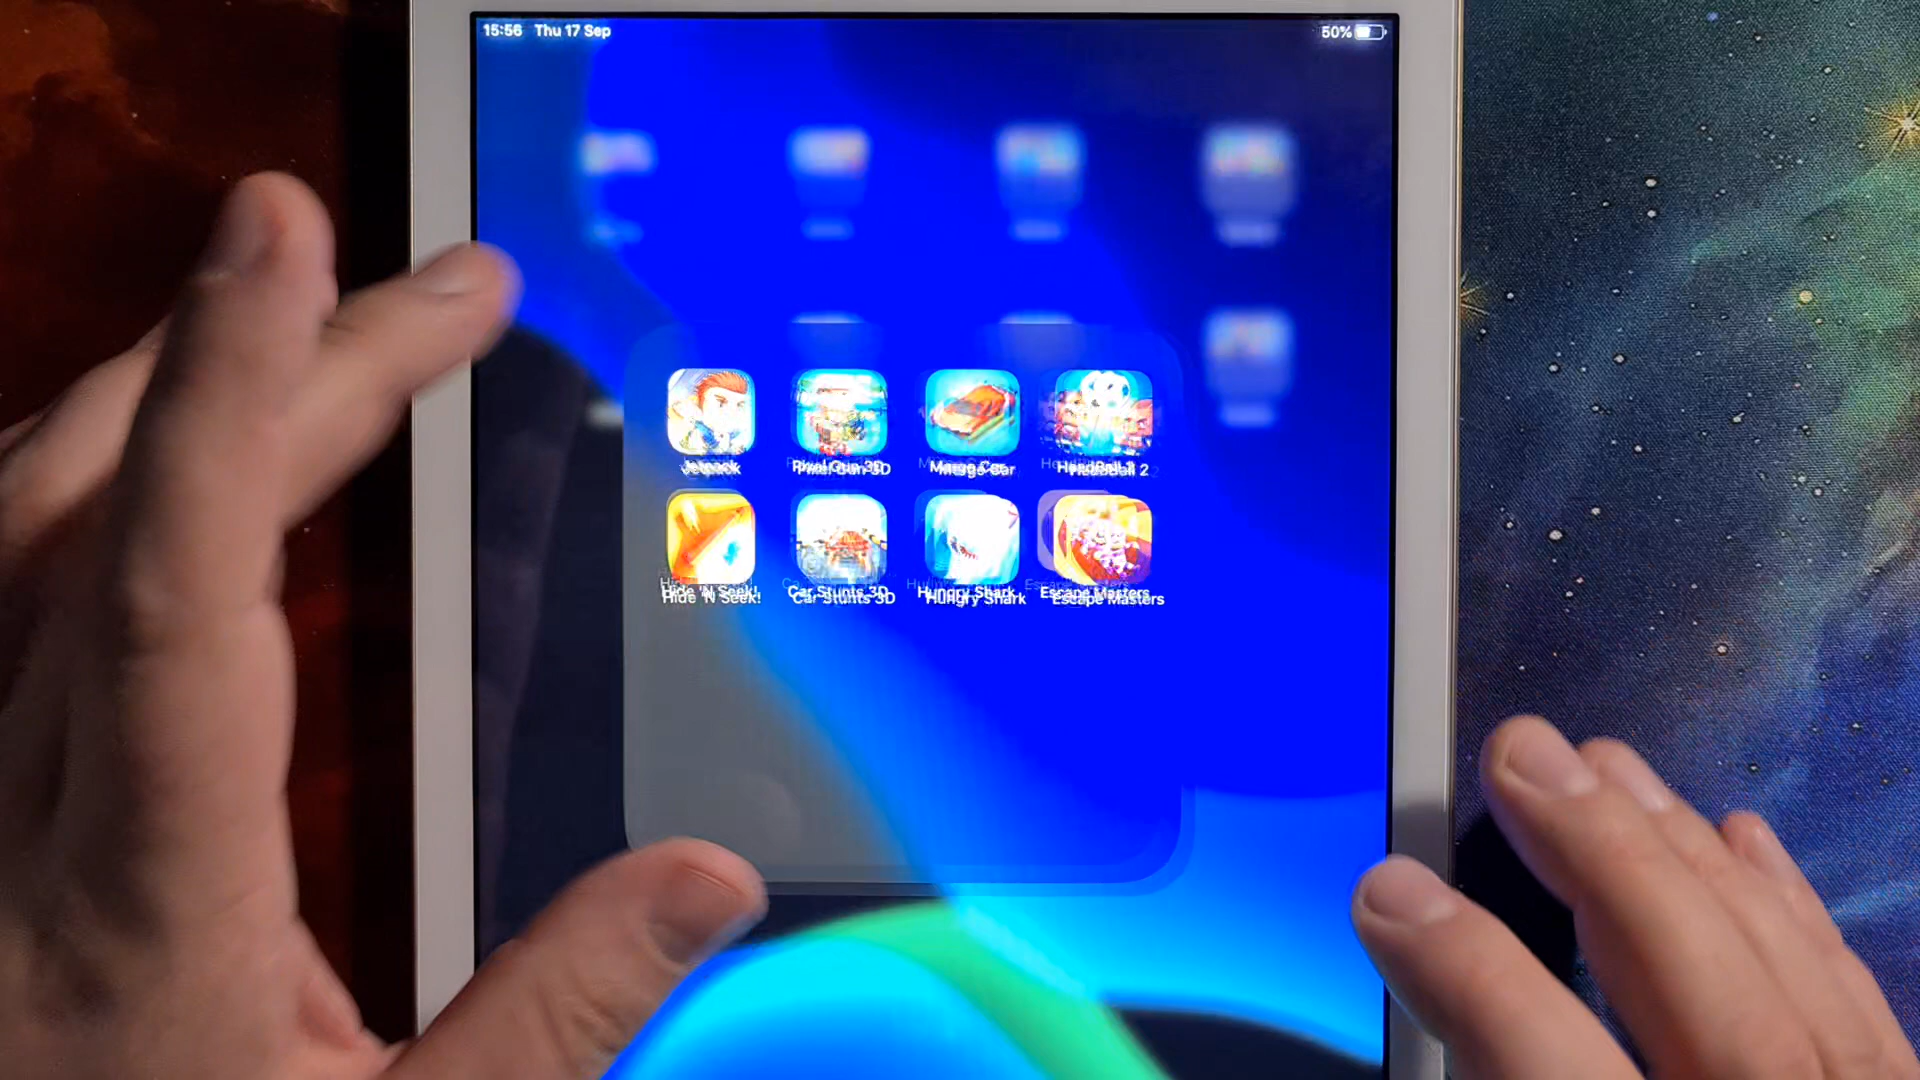 15:56 Thu 17 Sep 50%
Jetpack Pixel Gun 3D Merge Car HeadBall 2
Hide 'N Seek! Car Stunts 3D Hungry Shark Escape Masters